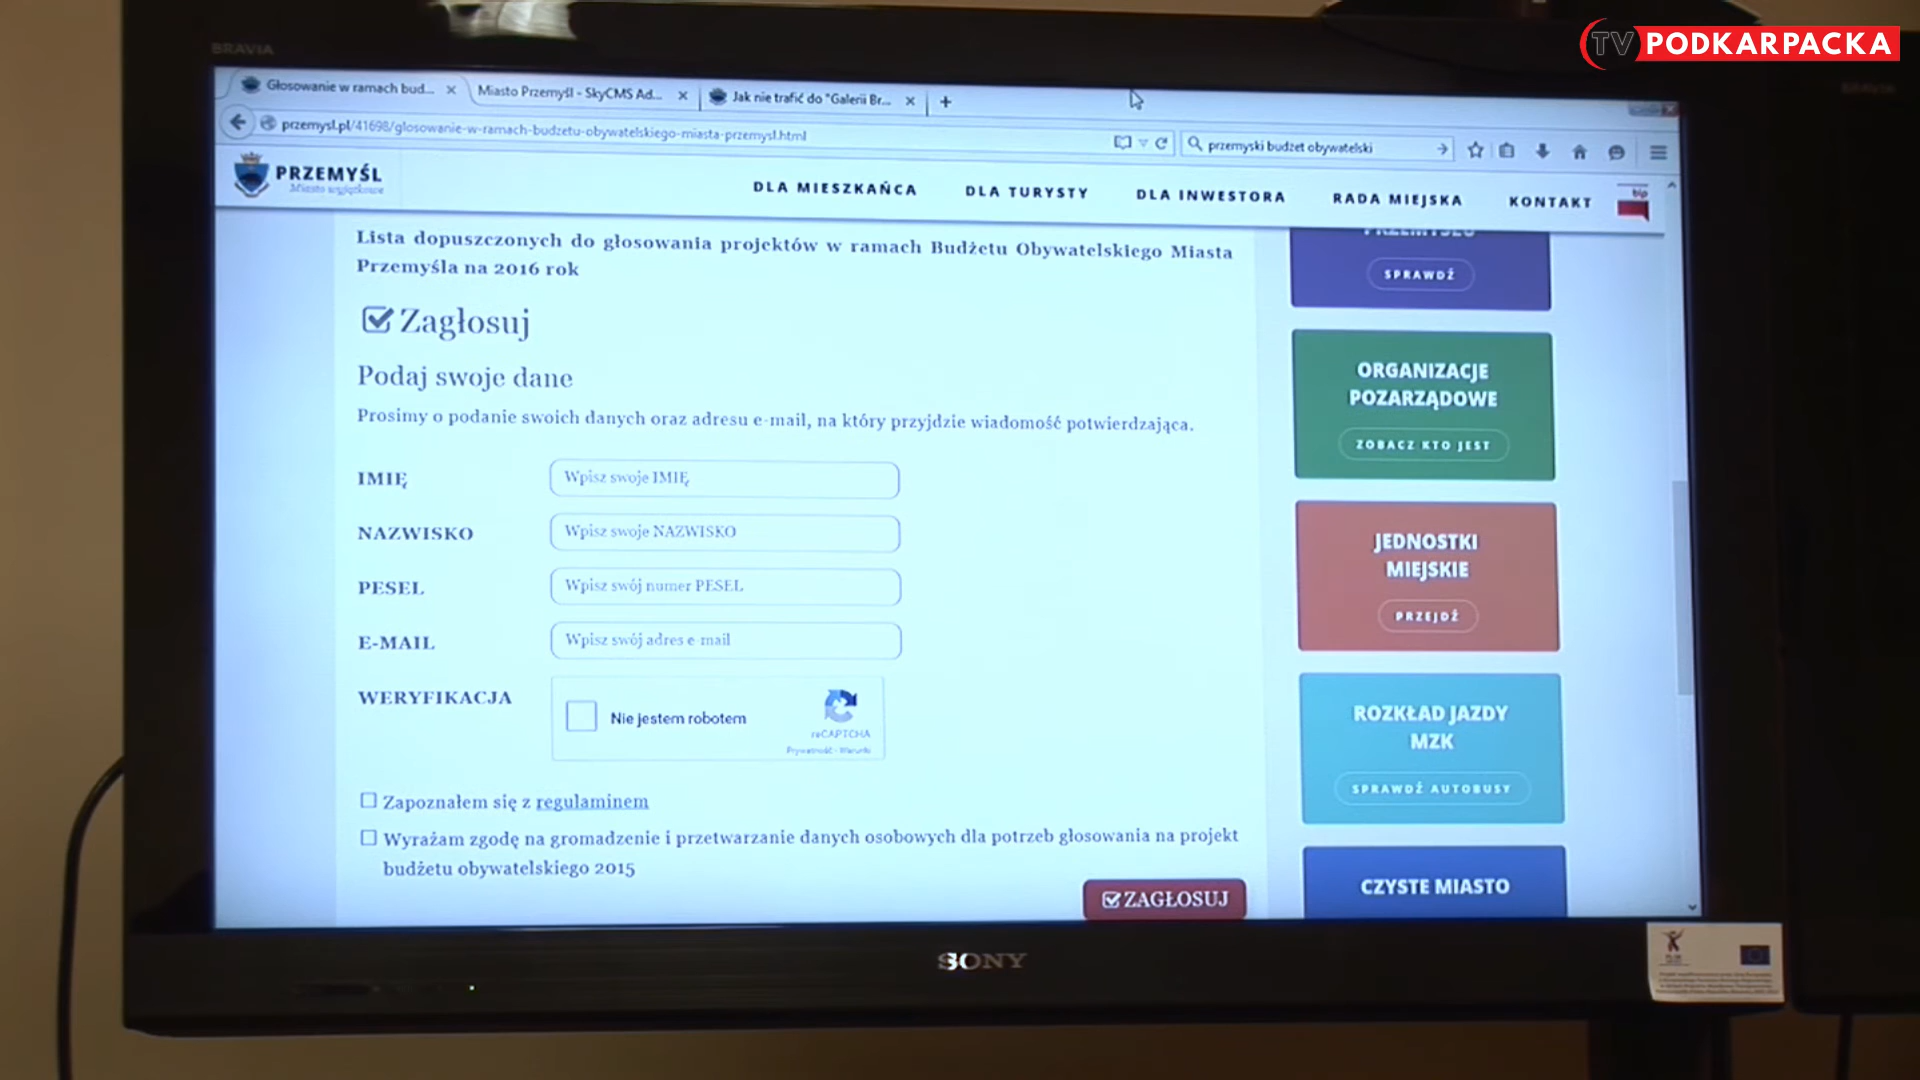 TV PODKARPACKA
BRAVIA
Głosowanie w ramach bud...
Miasto Przemyśl - SkyCMS Ad...
Jak nie trafić do "Galerii Br...
przemysl.pl/41698/glosowanie-w-ramach-budzetu-obywatelskiego-miasta-przemysl.html
przemyski budżet obywatelski
PRZEMYŚL
Miasto wyjątkowe
DLA MIESZKAŃCA
DLA TURYSTY
DLA INWESTORA
RADA MIEJSKA
KONTAKT
bip
Lista dopuszczonych do głosowania projektów w ramach Budżetu Obywatelskiego Miasta
Przemyśla na 2016 rok
Zagłosuj
Podaj swoje dane
Prosimy o podanie swoich danych oraz adresu e-mail, na który przyjdzie wiadomość potwierdzająca.
IMIĘ
Wpisz swoje IMIĘ
NAZWISKO
Wpisz swoje NAZWISKO
PESEL
Wpisz swój numer PESEL
E-MAIL
Wpisz swój adres e-mail
WERYFIKACJA
Nie jestem robotem
reCAPTCHA
Prywatność - Warunki
Zapoznałem się z regulaminem
Wyrażam zgodę na gromadzenie i przetwarzanie danych osobowych dla potrzeb głosowania na projekt
budżetu obywatelskiego 2015
ZAGŁOSUJ
SPRAWDŹ
ORGANIZACJE
POZARZĄDOWE
ZOBACZ KTO JEST
JEDNOSTKI
MIEJSKIE
PRZEJDŹ
ROZKŁAD JAZDY
MZK
SPRAWDŹ AUTOBUSY
CZYSTE MIASTO
SONY